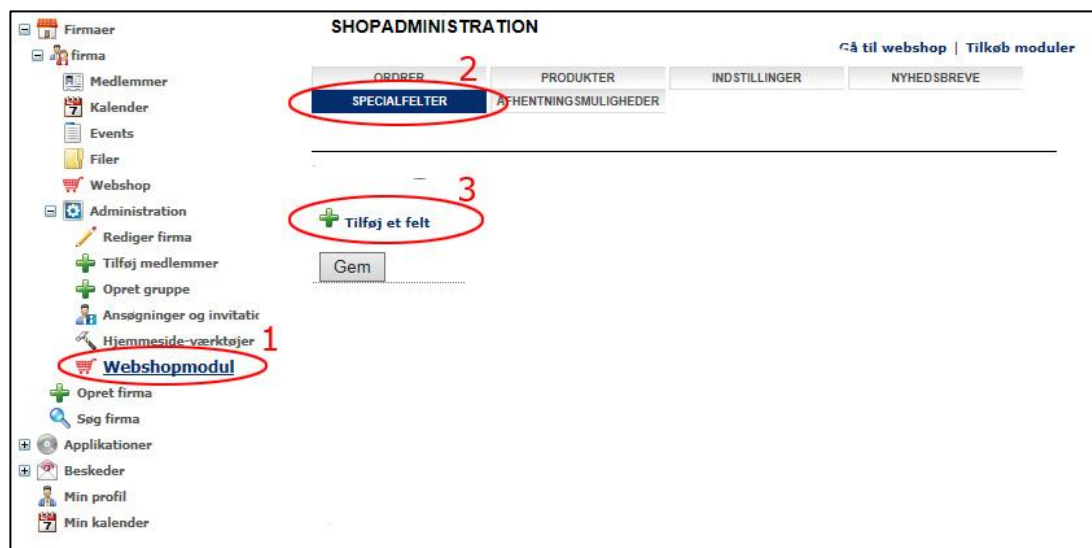 SHOPADMINISTRATION
Gå til webshop | Tilkøb moduler
2
ORDRER
PRODUKTER
INDSTILLINGER
NYHEDSBREVE
SPECIALFELTER
AFHENTNINGSMULIGHEDER
3
Tilføj et felt
Gem
Firmaer
firma
Medlemmer
Kalender
Events
Filer
Webshop
Administration
Rediger firma
Tilføj medlemmer
Opret gruppe
Ansøgninger og invitatic
Hjemmeside-værktøjer
1
Webshopmodul
Opret firma
Søg firma
Applikationer
Beskeder
Min profil
Min kalender